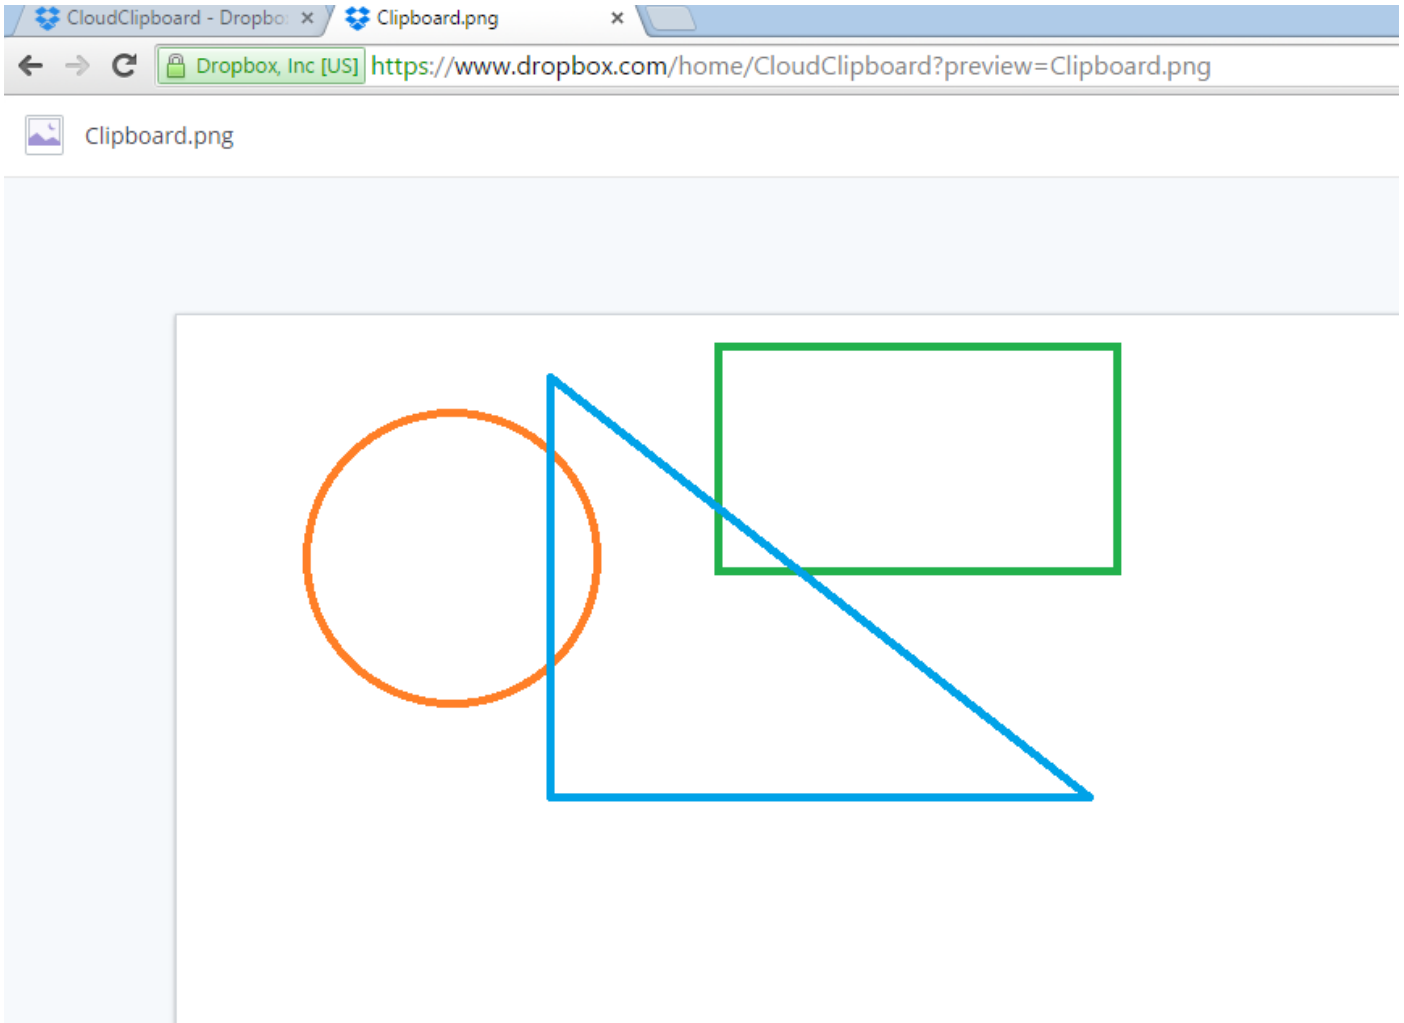 CloudClipboard - Dropbo
Clipboard.png
Dropbox, Inc [US] https://www.dropbox.com/home/CloudClipboard?preview=Clipboard.png
Clipboard.png